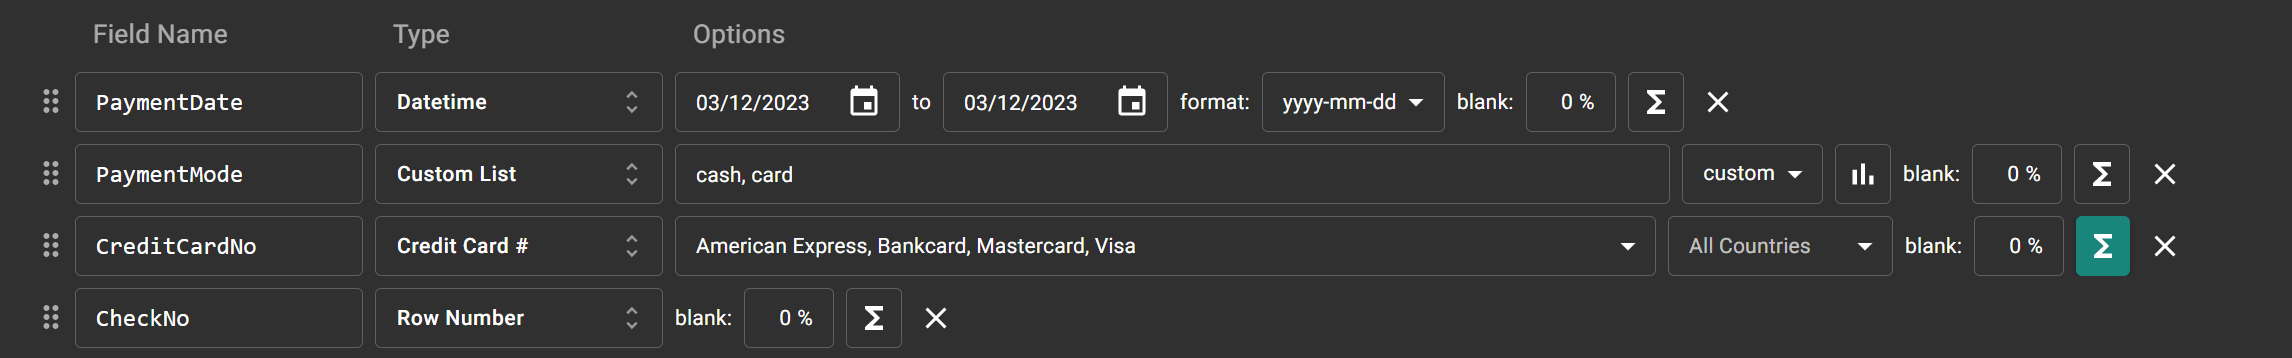 Field Name Type Options
PaymentDate Datetime 03/12/2023 to 03/12/2023 format: yyyy-mm-dd blank: 0 % Σ
PaymentMode Custom List cash, card custom blank: 0 % Σ
CreditCardNo Credit Card # American Express, Bankcard, Mastercard, Visa All Countries blank: 0 % Σ
CheckNo Row Number blank: 0 % Σ